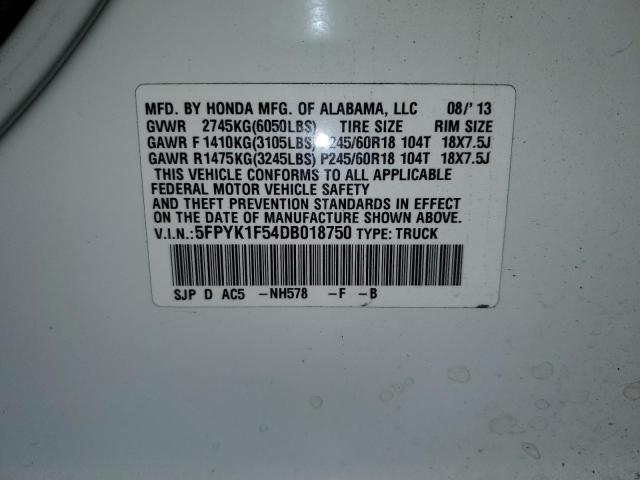 MFD. BY HONDA MFG. OF ALABAMA, LLC 08/' 13
GVWR 2745KG(6050LBS) TIRE SIZE RIM SIZE
GAWR F1410KG(3105LBS) P245/60R18 104T 18X7.5J
GAWR R1475KG(3245LBS) P245/60R18 104T 18X7.5J
THIS VEHICLE CONFORMS TO ALL APPLICABLE
FEDERAL MOTOR VEHICLE SAFETY
AND THEFT PREVENTION STANDARDS IN EFFECT
ON THE DATE OF MANUFACTURE SHOWN ABOVE.
V.I.N.:5FPYK1F54DB018750 TYPE: TRUCK
SJP D AC5 -NH578 -F -B